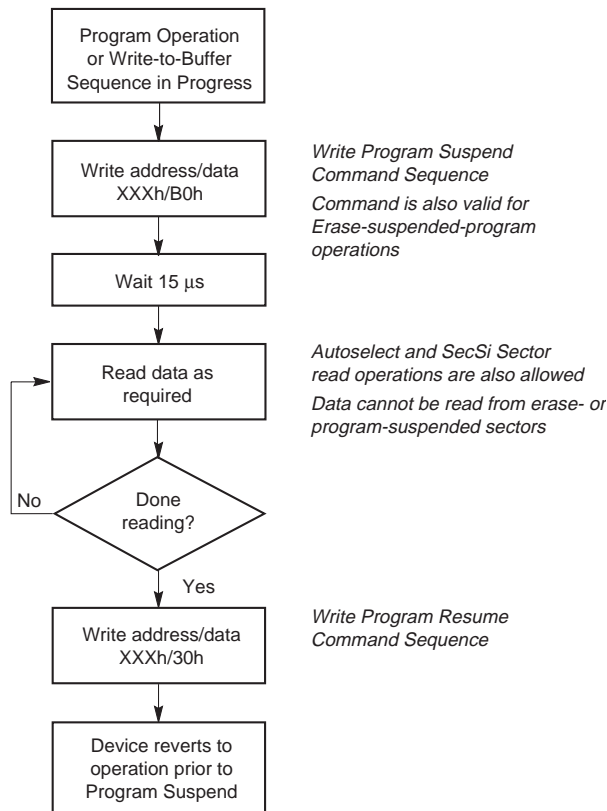 Program Operation
or Write-to-Buffer
Sequence in Progress
Write address/data
XXXh/B0h
Write Program Suspend
Command Sequence
Command is also valid for
Erase-suspended-program
operations
Wait 15 μs
Read data as
required
Autoselect and SecSi Sector
read operations are also allowed
Data cannot be read from erase- or
program-suspended sectors
No
Done
reading?
Yes
Write address/data
XXXh/30h
Write Program Resume
Command Sequence
Device reverts to
operation prior to
Program Suspend